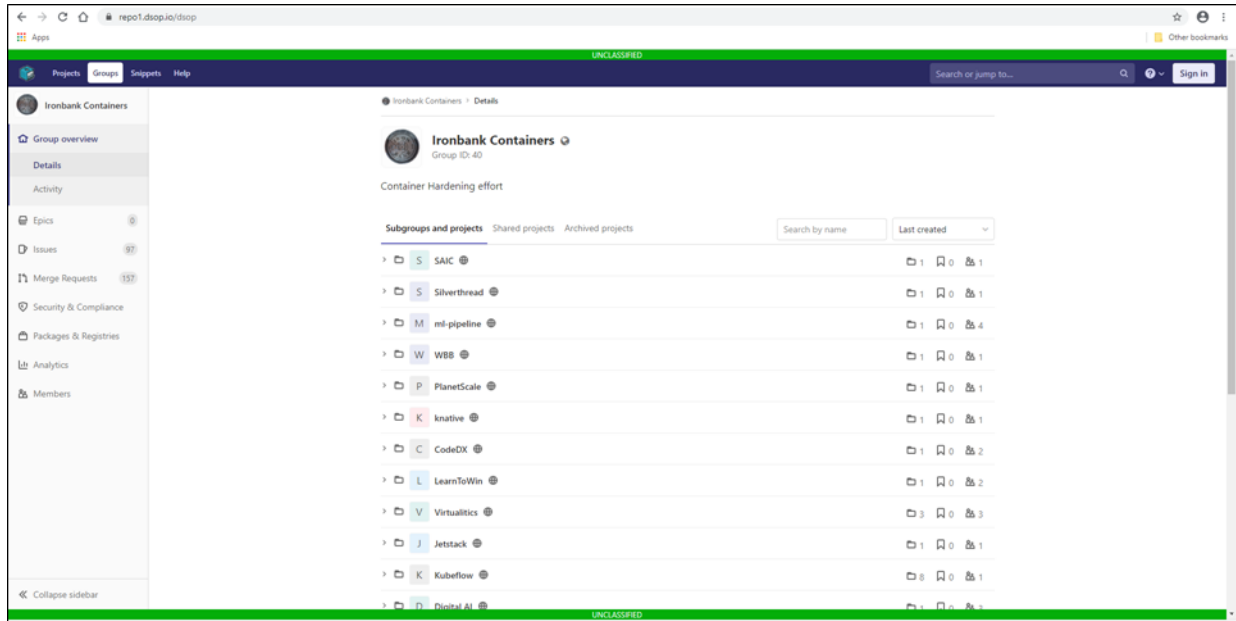 repo1.dsop.io/dsop
Apps
Other bookmarks
UNCLASSIFIED
Projects Groups Snippets Help
Search or jump to...
Sign in
Ironbank Containers
Group overview
Details
Activity
Epics 0
Issues 97
Merge Requests 157
Security & Compliance
Packages & Registries
Analytics
Members
Collapse sidebar
Ironbank Containers > Details
Ironbank Containers
Group ID: 40
Container Hardening effort
Subgroups and projects Shared projects Archived projects
Search by name
Last created
S SAIC 1 0 1
S Silverthread 1 0 1
M ml-pipeline 1 0 4
W WBB 1 0 1
P PlanetScale 1 0 1
K knative 1 0 1
C CodeDX 1 0 2
L LearnToWin 1 0 2
V Virtualitics 3 0 3
J Jetstack 1 0 1
K Kubeflow 8 0 1
D Digital AI 1 0
UNCLASSIFIED